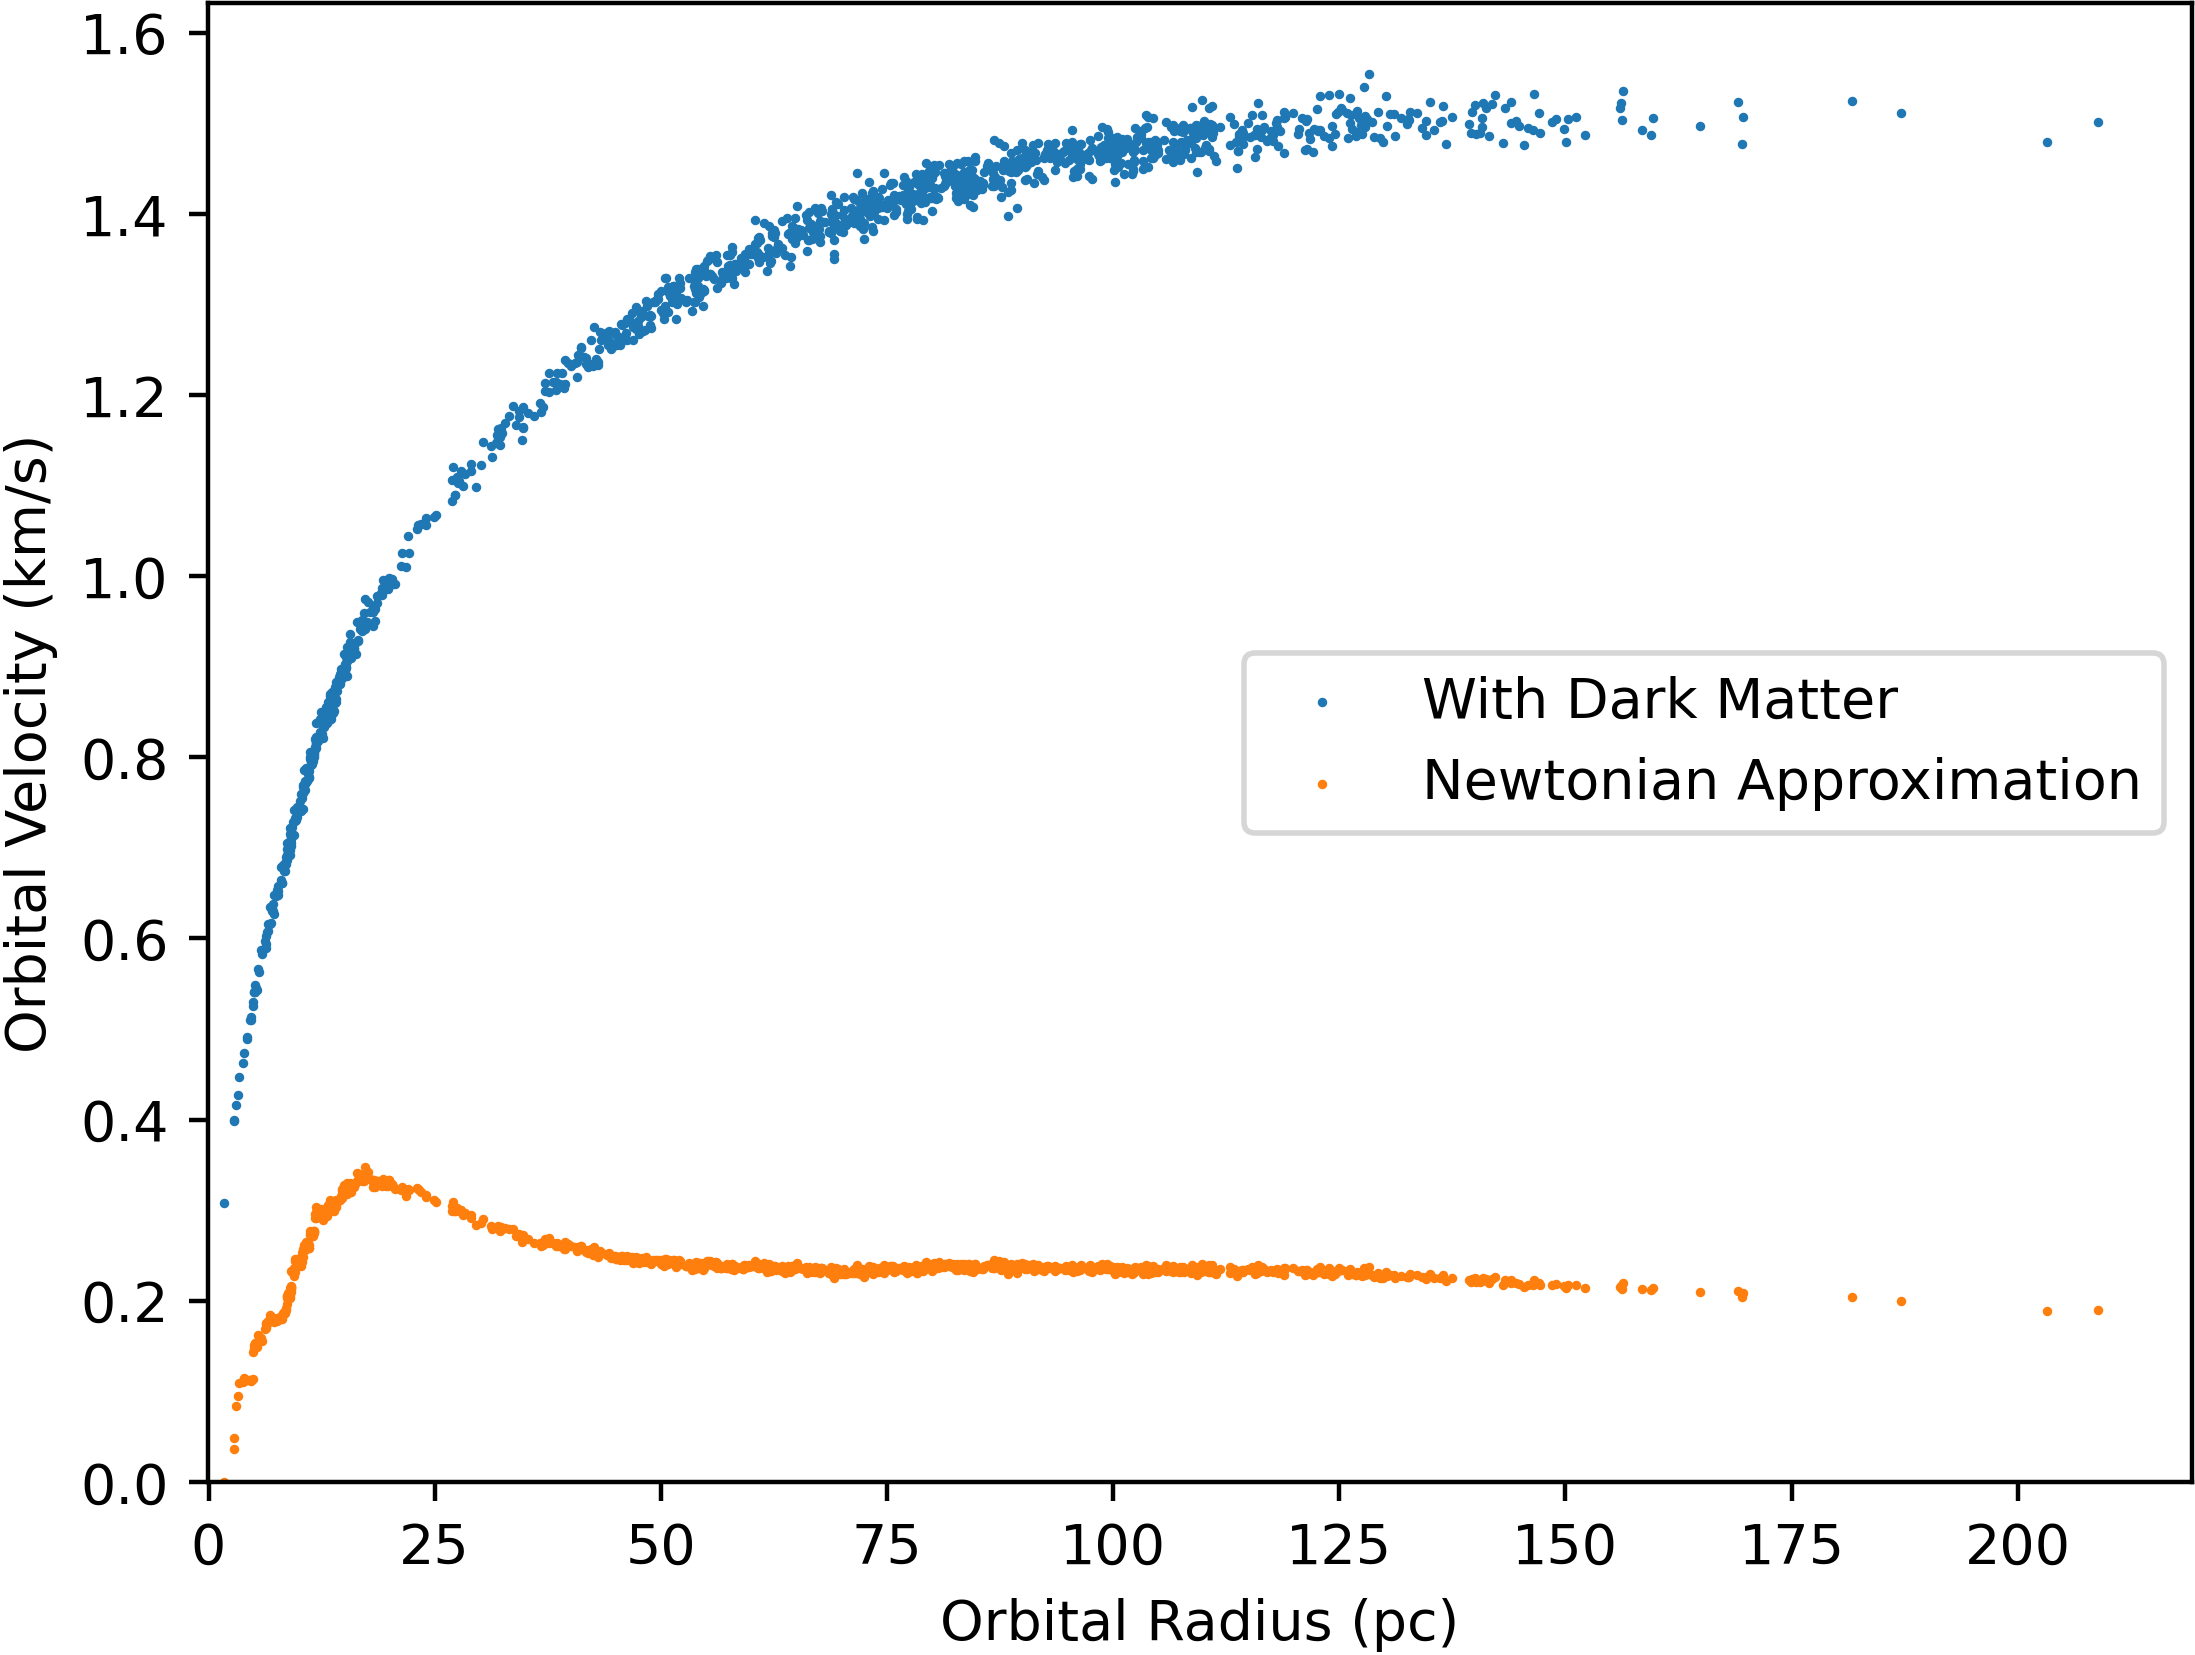 1.6
1.4
1.2
1.0
0.8
0.6
0.4
0.2
0.0
Orbital Velocity (km/s)
With Dark Matter
Newtonian Approximation
0 25 50 75 100 125 150 175 200
Orbital Radius (pc)